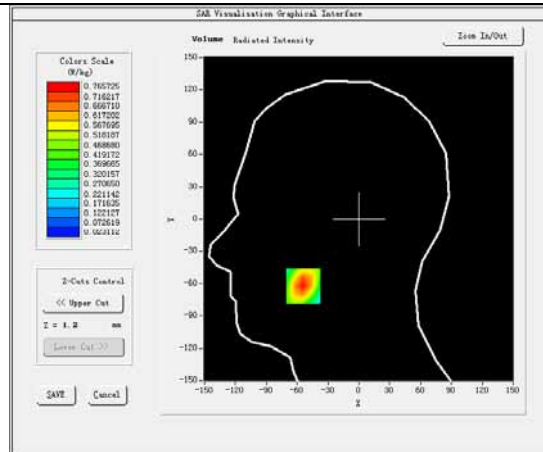 SAR Visualisation Graphical Interface
Volume Radiated Intensity
Zoom In/Out
Colors Scale
(W/kg)
0.765725
0.716217
0.666710
0.617202
0.567695
0.518187
0.468680
0.419172
0.369665
0.320157
0.270650
0.221142
0.171635
0.122127
0.072619
0.023112
Z-Cuts Control
<< Upper Cut
Z = 1.2 mm
Lower Cut >>
SAVE Cancel
150
120
90
60
30
0
-30
-60
-90
-120
-150
Y
-150 -120 -90 -60 -30 0 30 60 90 120 150
X